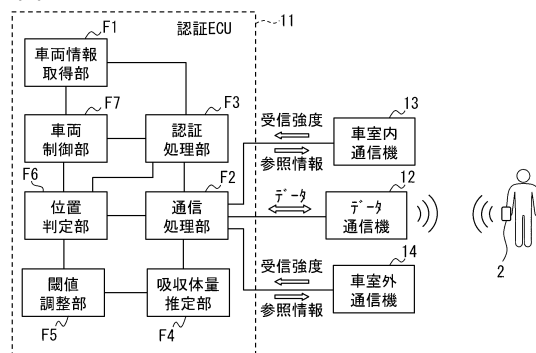 認証ECU
11
F1
車両情報
取得部
F7
車両
制御部
F3
認証
処理部
受信強度
参照情報
13
車室内
通信機
F6
位置
判定部
F2
通信
処理部
データ
12
データ
通信機
2
閾値
調整部
F5
吸収体量
推定部
F4
受信強度
参照情報
14
車室外
通信機